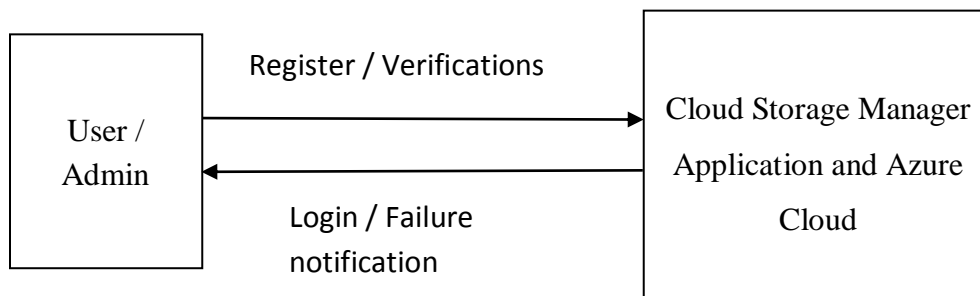 Register / Verifications
User /
Admin
Cloud Storage Manager
Application and Azure
Cloud
Login / Failure
notification